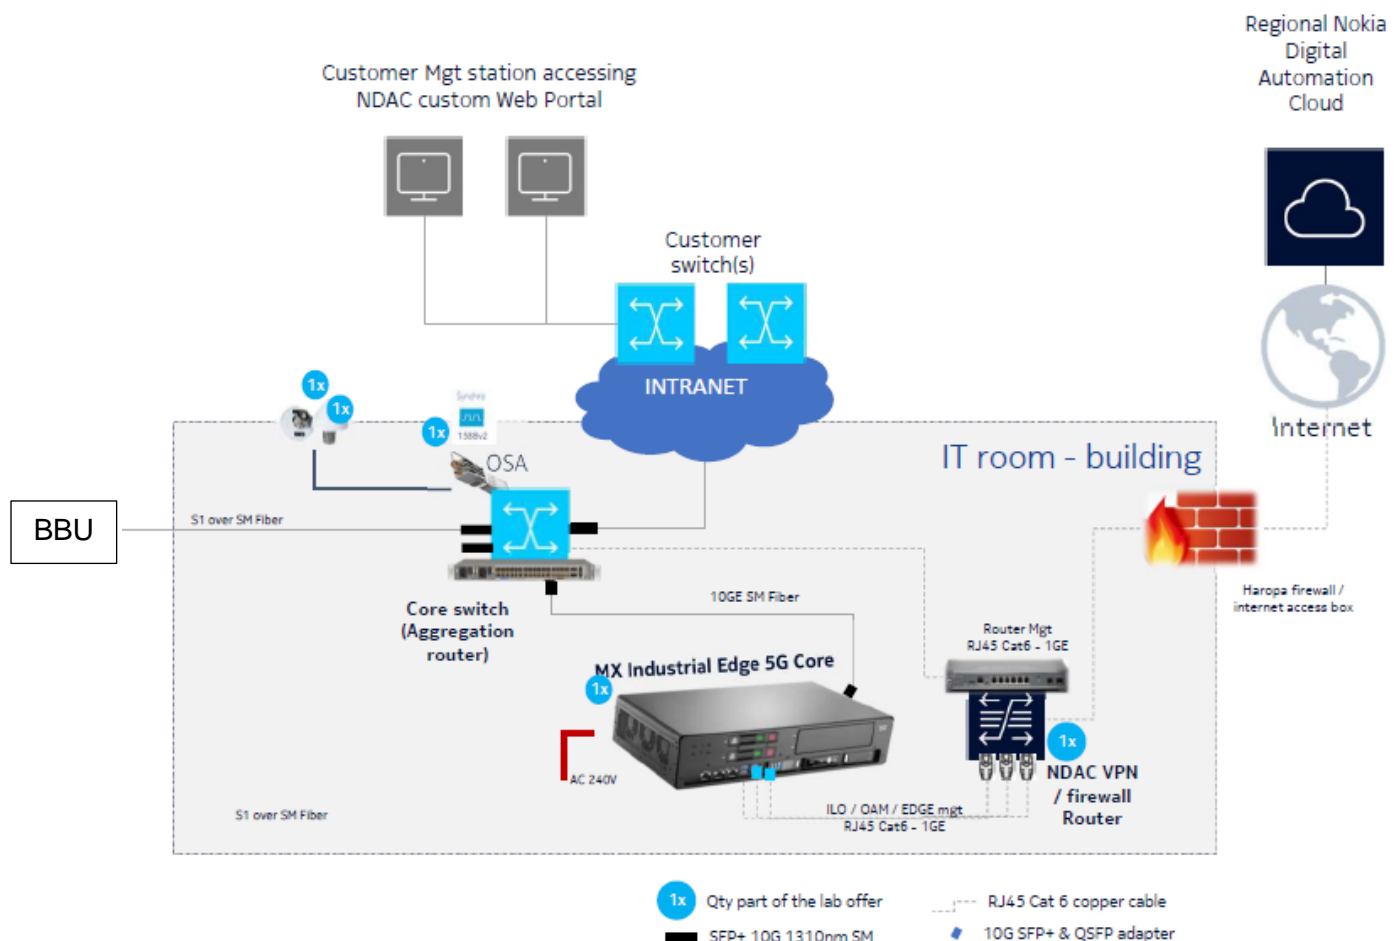 Regional Nokia
Digital
Automation
Cloud
Customer Mgt station accessing
NDAC custom Web Portal
Customer
switch(s)
INTRANET
Internet
1x
1x
Synchro
1588v2
1x
OSA
IT room - building
BBU
S1 over SM Fiber
Haropa firewall /
internet access box
Core switch
(Aggregation
router)
10GE SM Fiber
Router Mgt
RJ45 Cat6 - 1GE
MX Industrial Edge 5G Core
1x
AC 240V
1x
NDAC VPN
/ firewall
Router
ILO / OAM / EDGE mgt
RJ45 Cat6 - 1GE
S1 over SM Fiber
1x Qty part of the lab offer
RJ45 Cat 6 copper cable
SFP+ 10G 1310nm SM
10G SFP+ & QSFP adapter